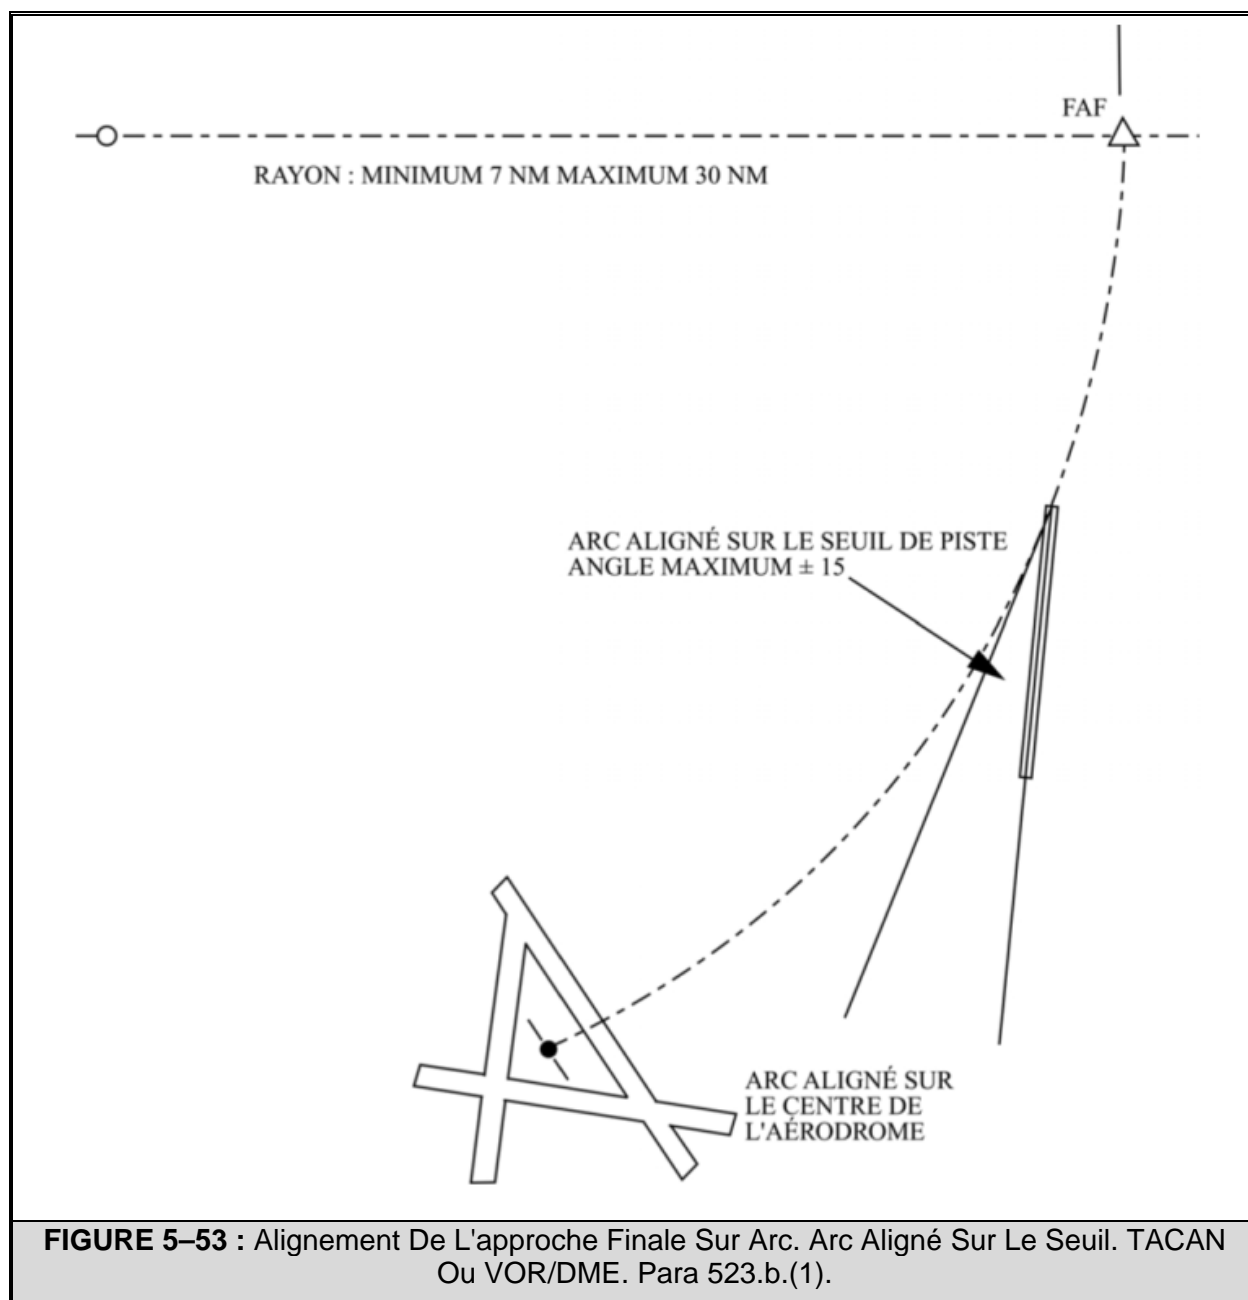 FAF
RAYON : MINIMUM 7 NM MAXIMUM 30 NM
ARC ALIGNÉ SUR LE SEUIL DE PISTE
ANGLE MAXIMUM ± 15
ARC ALIGNÉ SUR
LE CENTRE DE
L'AÉRODROME
FIGURE 5–53 : Alignement De L'approche Finale Sur Arc. Arc Aligné Sur Le Seuil. TACAN
Ou VOR/DME. Para 523.b.(1).